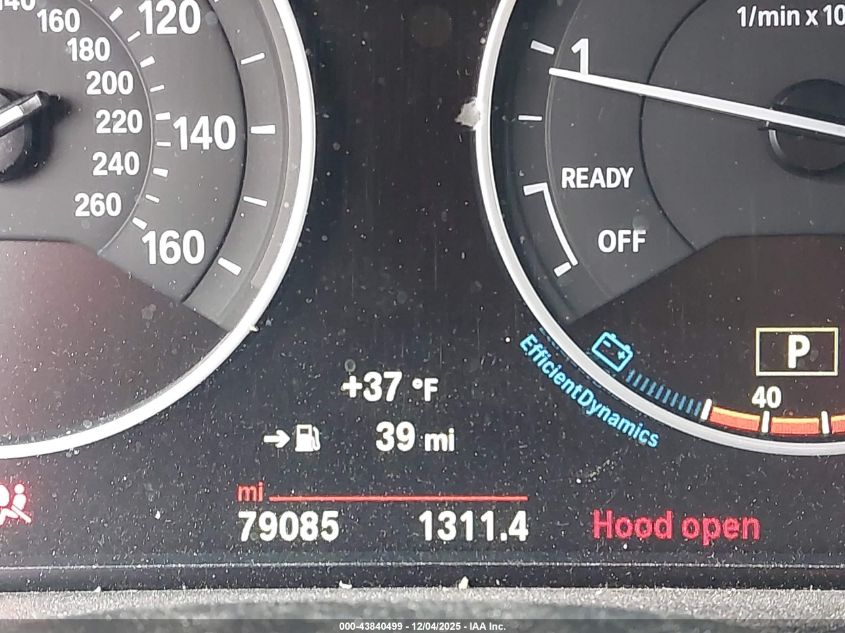 140
160
180
200
220
240
260
120
140
160
1/min x 10
1
READY
OFF
P
40
EfficientDynamics
+37 °F
39 mi
mi
79085 1311.4
Hood open
000-43840499 - 12/04/2025 - IAA Inc.